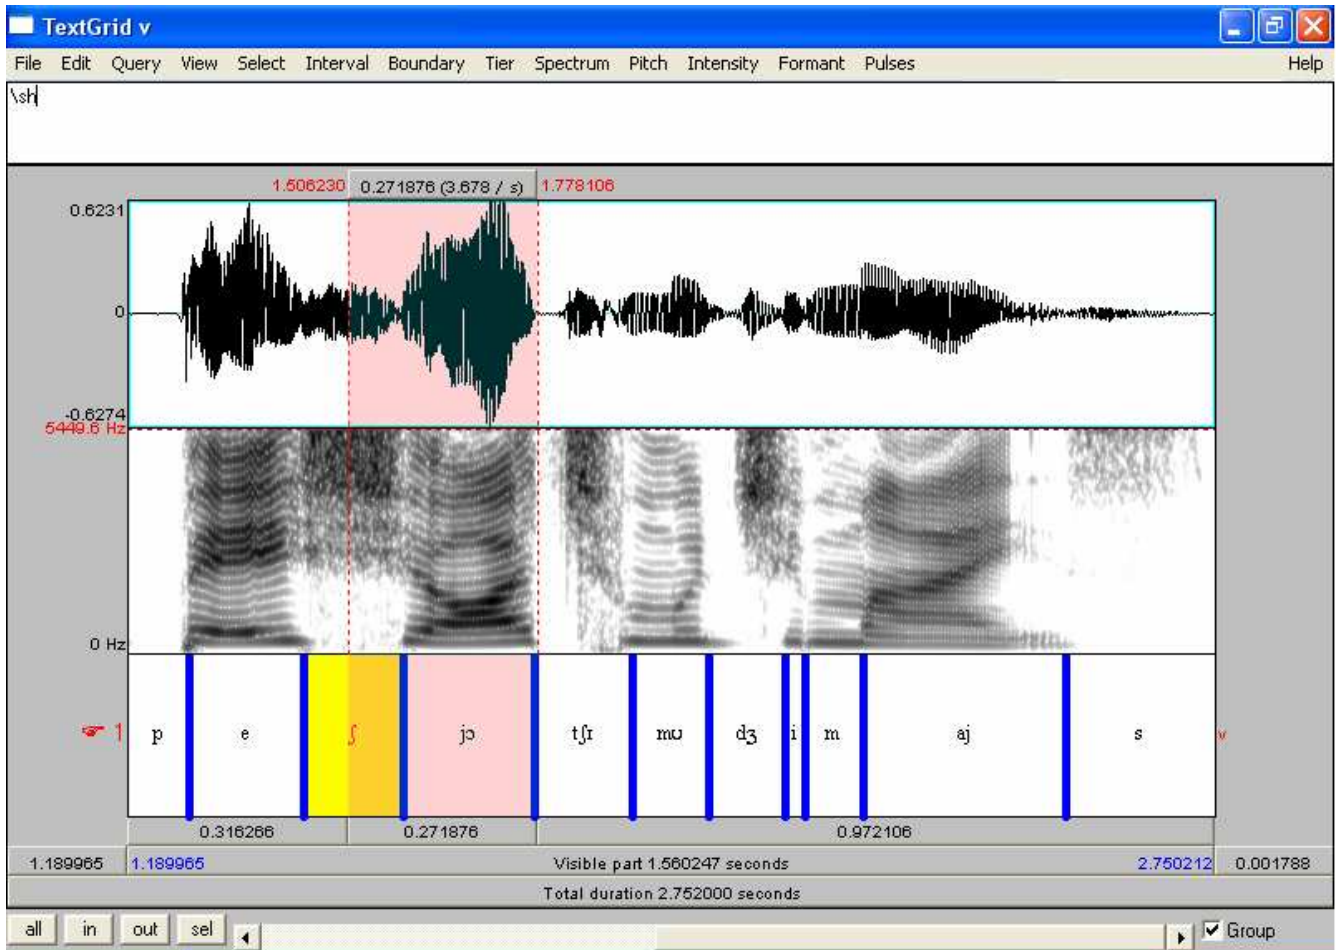 TextGrid v
File Edit Query View Select Interval Boundary Tier Spectrum Pitch Intensity Formant Pulses Help
\sh
1.506230 0.271876 (3.678 / s) 1.778106
0.6231
0
-0.6274
5449.6 Hz
0 Hz
1 p e ʃ jɔ tʃɪ mʊ dʒ i m aj s v
0.316266 0.271876 0.972106
1.189965 1.189965 Visible part 1.560247 seconds 2.750212 0.001788
Total duration 2.752000 seconds
all in out sel Group